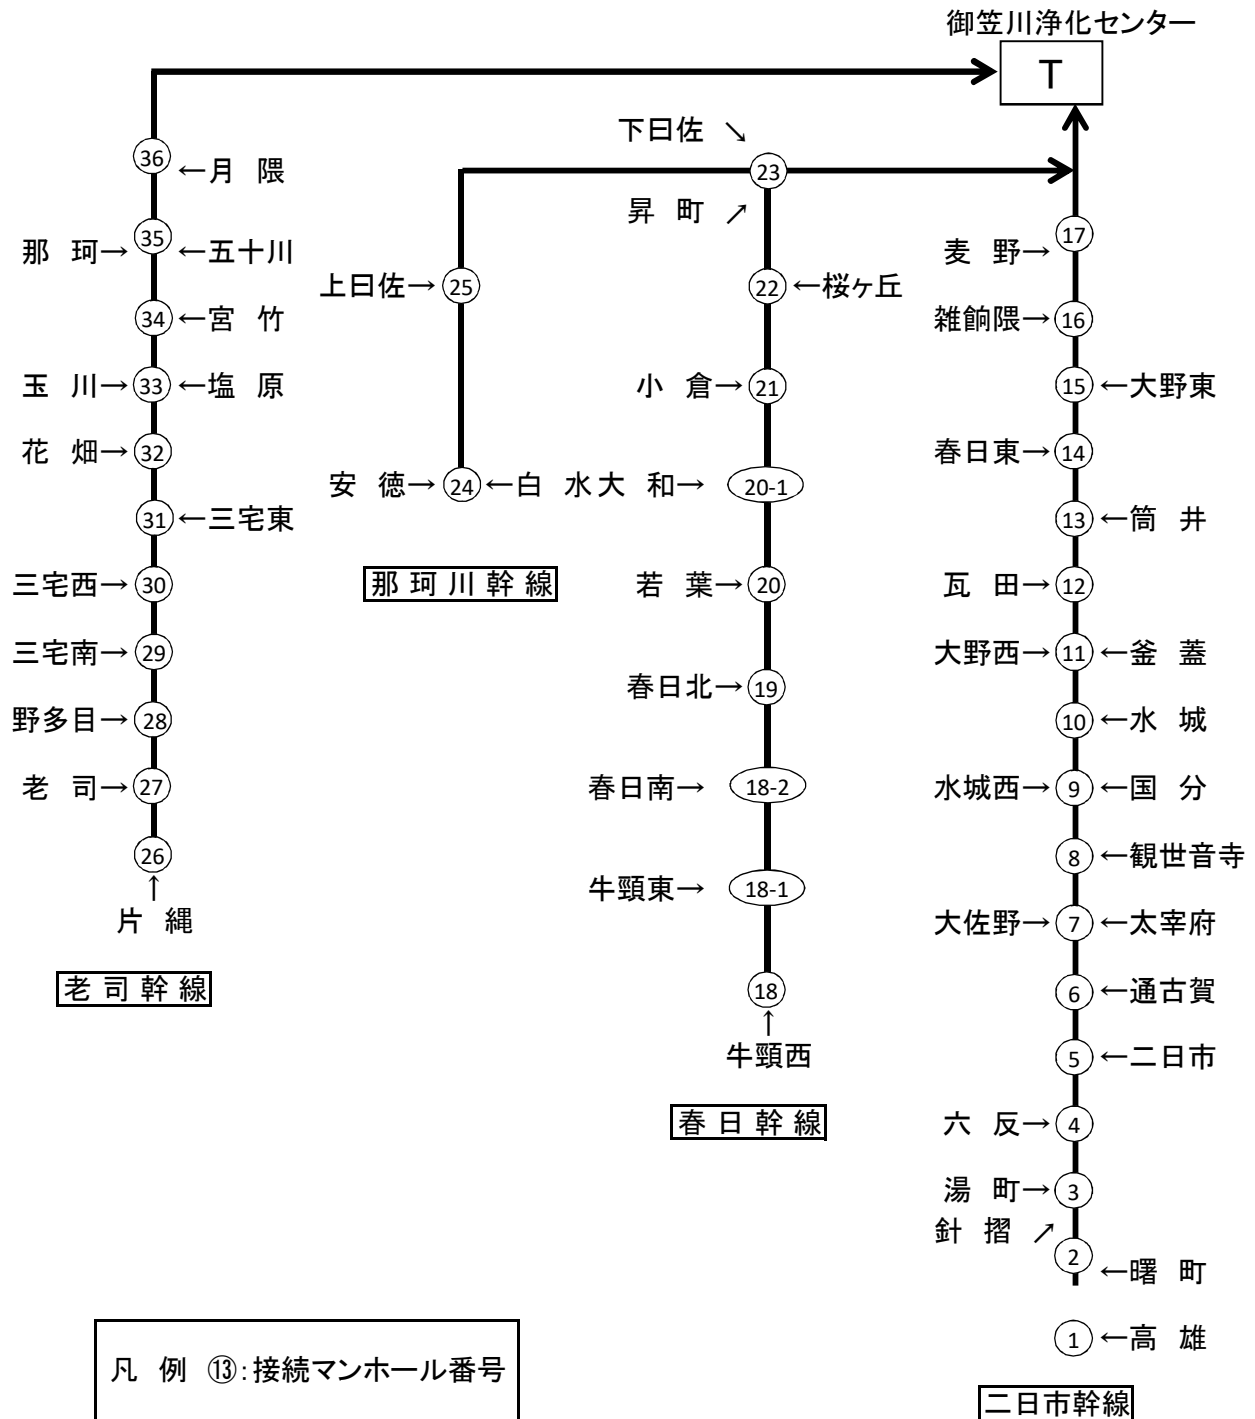 御笠川浄化センター
T
36
←月 隈
那 珂→
35
←五十川
34
←宮 竹
玉 川→
33
←塩 原
花 畑→
32
31
←三宅東
三宅西→
30
三宅南→
29
野多目→
28
老 司→
27
26
↑
片 縄
老司幹線
上曰佐→
25
安 徳→
24
←白 水
那珂川幹線
下曰佐 ↘
23
昇 町 ↗
22
←桜ヶ丘
小 倉→
21
大 和→
20-1
若 葉→
20
春日北→
19
春日南→
18-2
牛頸東→
18-1
18
↑
牛頸西
春日幹線
17
麦 野→
雑餉隈→
16
15
←大野東
春日東→
14
13
←筒 井
瓦 田→
12
大野西→
11
←釜 蓋
10
←水 城
水城西→
9
←国 分
8
←観世音寺
大佐野→
7
←太宰府
6
←通古賀
5
←二日市
六 反→
4
湯 町→
3
針 摺 ↗
2
←曙 町
1
←高 雄
二日市幹線
凡 例 ⑬:接続マンホール番号